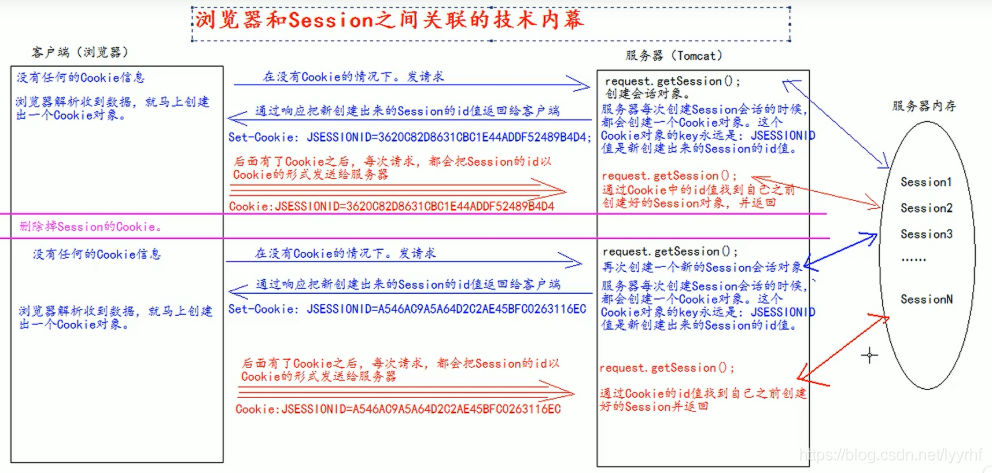 浏览器和Session之间关联的技术内幕
客户端（浏览器）
服务器（Tomcat）
服务器内存
没有任何的Cookie信息
浏览器解析收到数据，就马上创建
出一个Cookie对象。
在没有Cookie的情况下。发请求
通过响应把新创建出来的Session的id值返回给客户端
Set-Cookie: JSESSIONID=3620C82D8631CBC1E44ADDF52489B4D4;
后面有了Cookie之后，每次请求，都会把Session的id以
Cookie的形式发送给服务器
Cookie:JSESSIONID=3620C82D8631CBC1E44ADDF52489B4D4
request.getSession();
创建会话对象。
服务器每次创建Session会话的时候，
都会创建一个Cookie对象。这个
Cookie对象的key永远是：JSESSIONID
值是新创建出来的Session的id值。
request.getSession();
通过Cookie中的id值找到自己之前
创建好的Session对象，并返回
Session1
Session2
Session3
......
SessionN
删除掉Session的Cookie。
没有任何的Cookie信息
浏览器解析收到数据，就马上创建
出一个Cookie对象。
在没有Cookie的情况下。发请求
通过响应把新创建出来的Session的id值返回给客户端
Set-Cookie: JSESSIONID=A546AC9A5A64D2C2AE45BFC0263116EC
后面有了Cookie之后，每次请求，都会把Session的id以
Cookie的形式发送给服务器
Cookie:JSESSIONID=A546AC9A5A64D2C2AE45BFC0263116EC
request.getSession();
再次创建一个新的Session会话对象
服务器每次创建Session会话的时候，
都会创建一个Cookie对象。这个
Cookie对象的key永远是：JSESSIONID
值是新创建出来的Session的id值。
request.getSession();
通过Cookie的id值找到自己之前创建
好的Session并返回
https://blog.csdn.net/lyyrhf